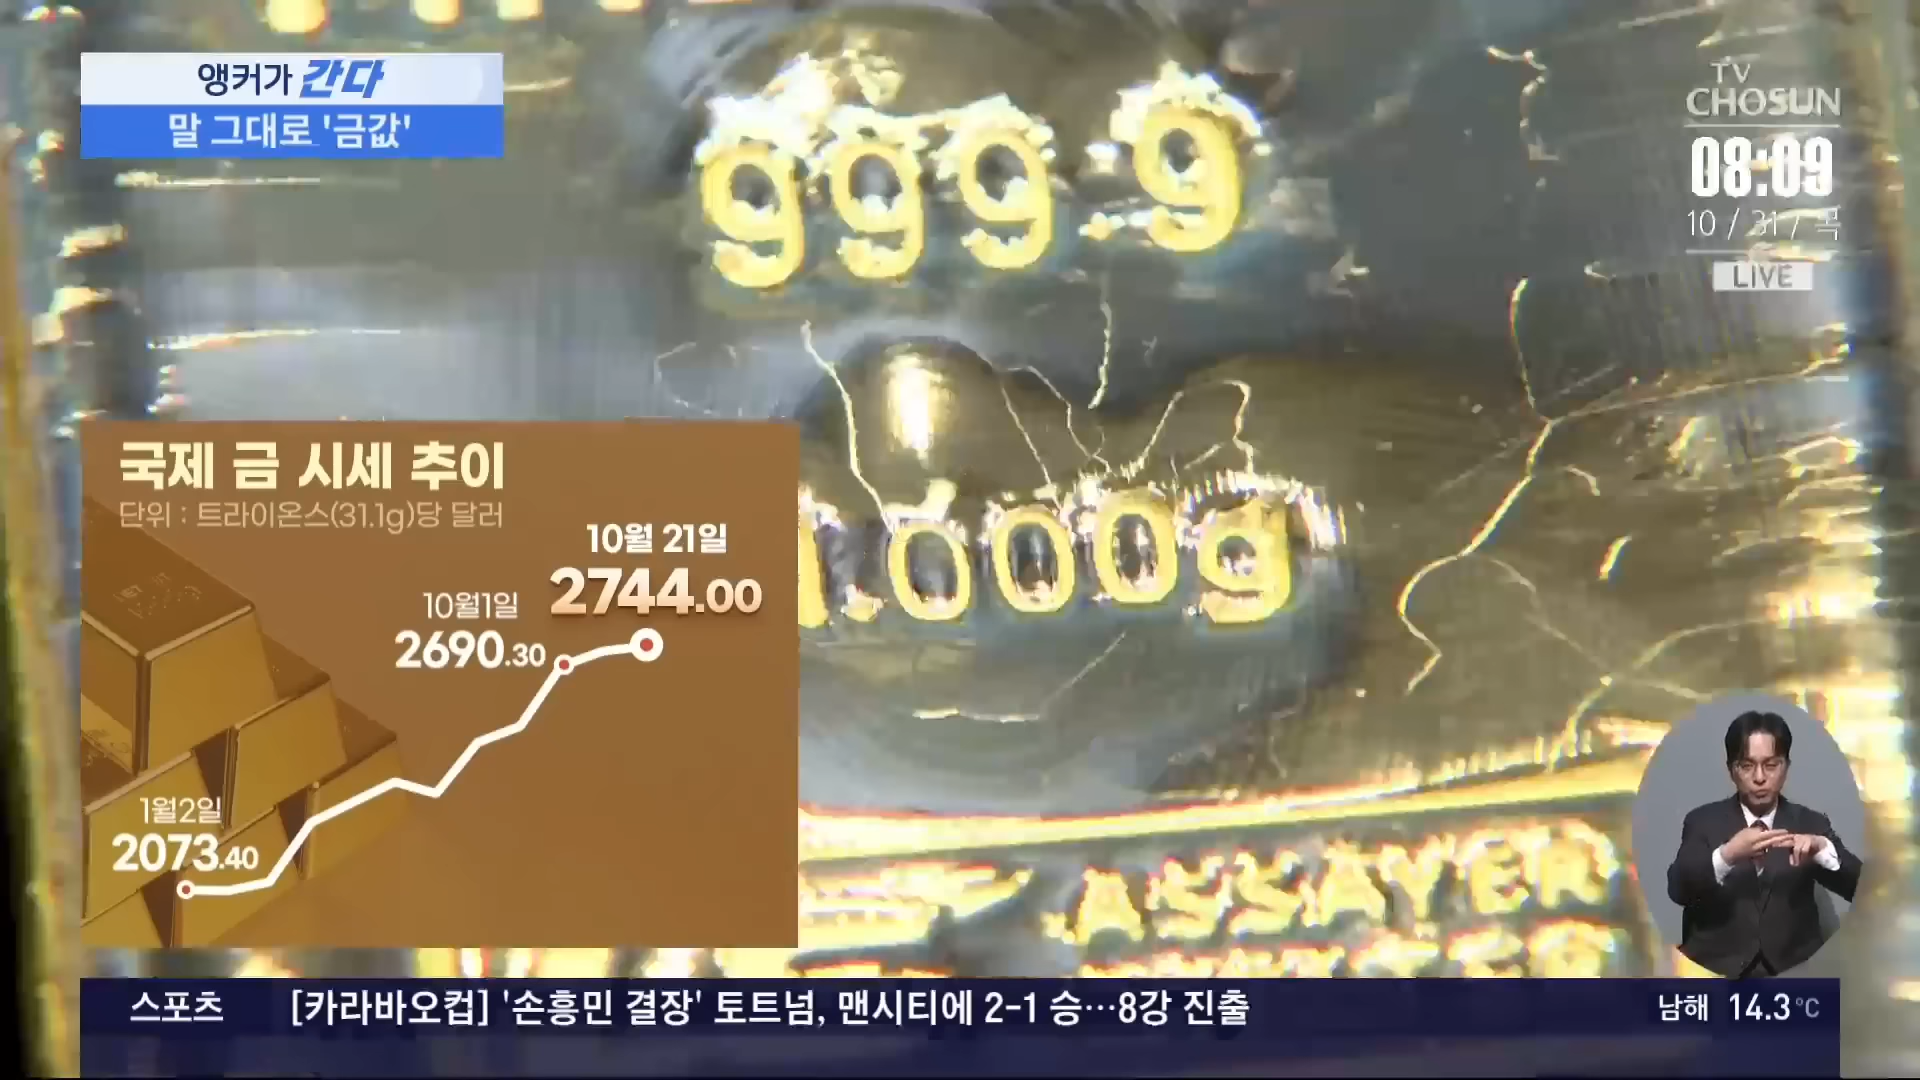 앵커가 간다
말 그대로 '금값'
TV
CHOSUN
08:09
10 / 31 / 목
LIVE
999.9
1.000g
ASSAYER
국제 금 시세 추이
단위 : 트라이온스(31.1g)당 달러
10월 21일
2744.00
10월1일
2690.30
1월2일
2073.40
스포츠 [카라바오컵] '손흥민 결장' 토트넘, 맨시티에 2-1 승…8강 진출 남해 14.3℃